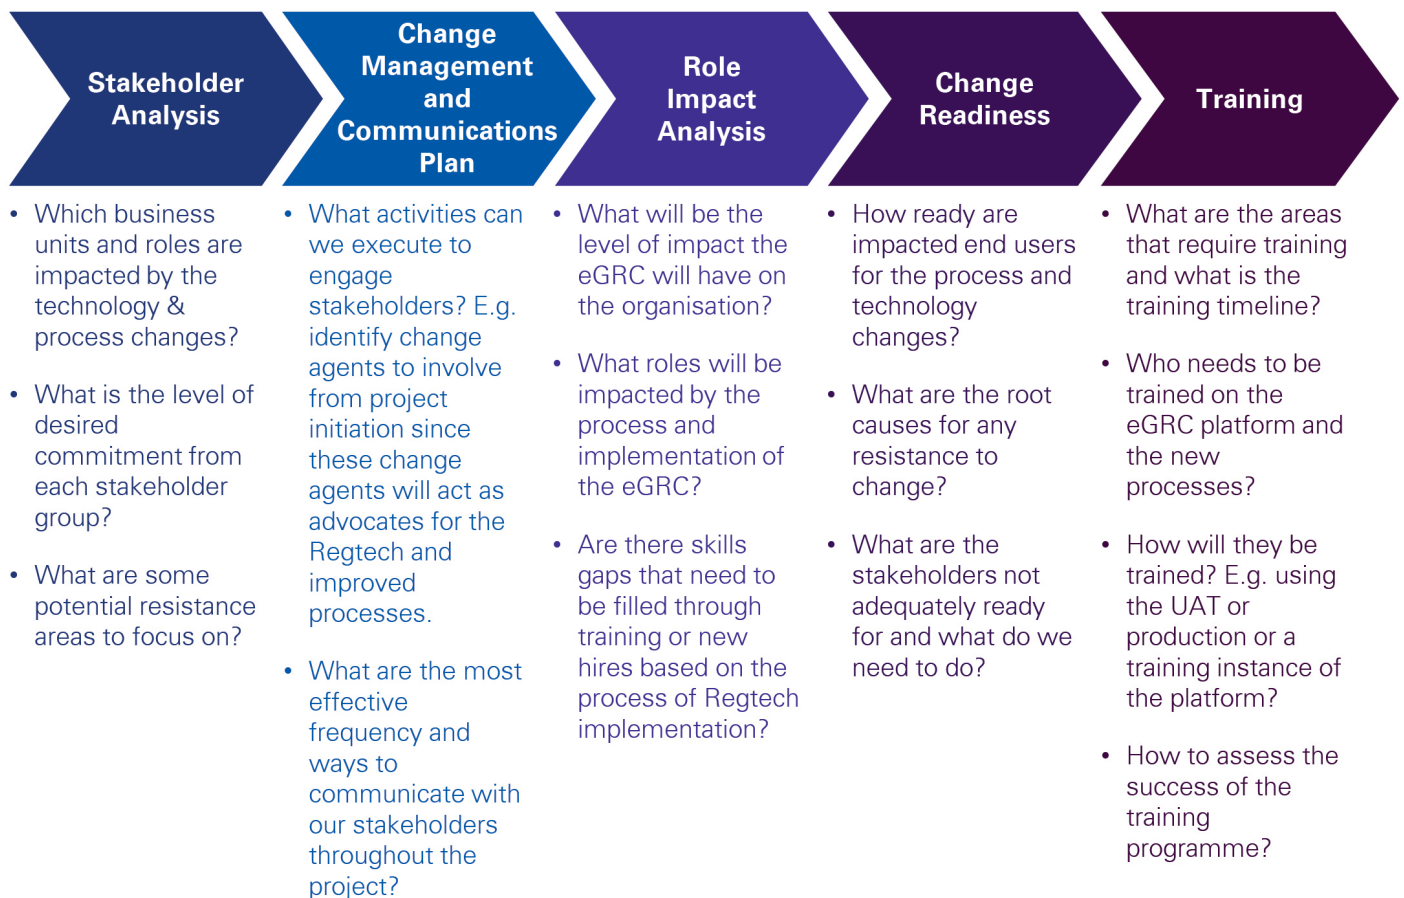 Stakeholder
Analysis
• Which business
units and roles are
impacted by the
technology &
process changes?
• What is the level of
desired
commitment from
each stakeholder
group?
• What are some
potential resistance
areas to focus on?
Change
Management
and
Communications
Plan
• What activities can
we execute to
engage
stakeholders? E.g.
identify change
agents to involve
from project
initiation since
these change
agents will act as
advocates for the
Regtech and
improved
processes.
• What are the most
effective
frequency and
ways to
communicate with
our stakeholders
throughout the
project?
Role
Impact
Analysis
• What will be the
level of impact the
eGRC will have on
the organisation?
• What roles will be
impacted by the
process and
implementation of
the eGRC?
• Are there skills
gaps that need to
be filled through
training or new
hires based on the
process of Regtech
implementation?
Change
Readiness
• How ready are
impacted end users
for the process and
technology
changes?
• What are the root
causes for any
resistance to
change?
• What are the
stakeholders not
adequately ready
for and what do we
need to do?
Training
• What are the areas
that require training
and what is the
training timeline?
• Who needs to be
trained on the
eGRC platform and
the new
processes?
• How will they be
trained? E.g. using
the UAT or
production or a
training instance of
the platform?
• How to assess the
success of the
training
programme?